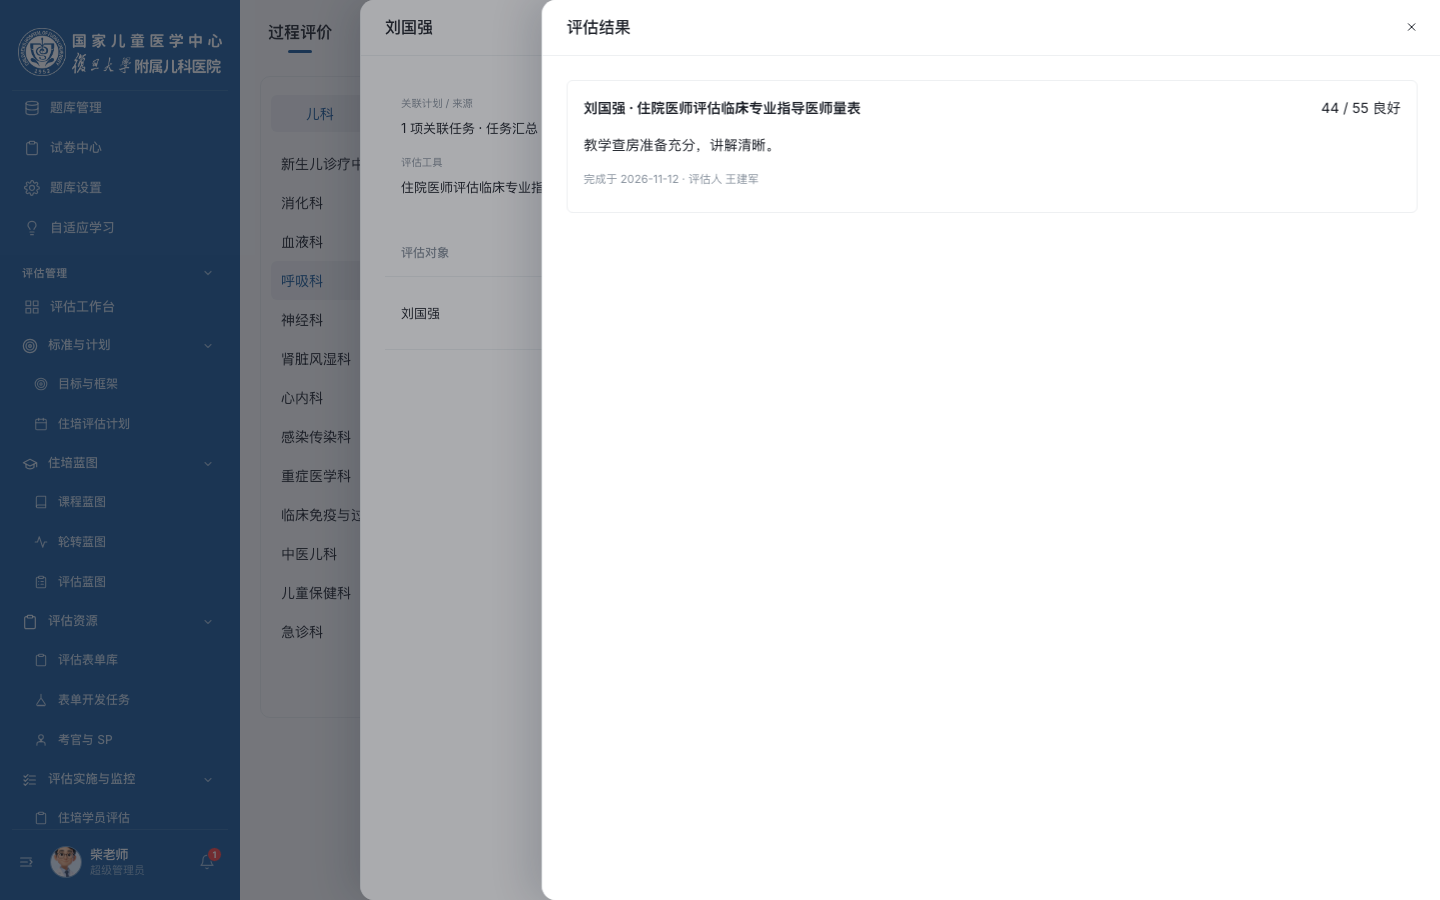 国家儿童医学中心
復旦大学附属儿科医院
题库管理
试卷中心
题库设置
自适应学习
评估管理
评估工作台
标准与计划
目标与框架
住培评估计划
住培蓝图
课程蓝图
轮转蓝图
评估蓝图
评估资源
评估表单库
表单开发任务
考官与 SP
评估实施与监控
住培学员评估
柴老师
超级管理员
1
过程评价
儿科
新生儿诊疗中
消化科
血液科
呼吸科
神经科
肾脏风湿科
心内科
感染传染科
重症医学科
临床免疫与过
中医儿科
儿童保健科
急诊科
刘国强
关联计划 / 来源
1 项关联任务 · 任务汇总
评估工具
住院医师评估临床专业指
评估对象
刘国强
评估结果
刘国强 · 住院医师评估临床专业指导医师量表
44 / 55 良好
教学查房准备充分，讲解清晰。
完成于 2026-11-12 · 评估人 王建军